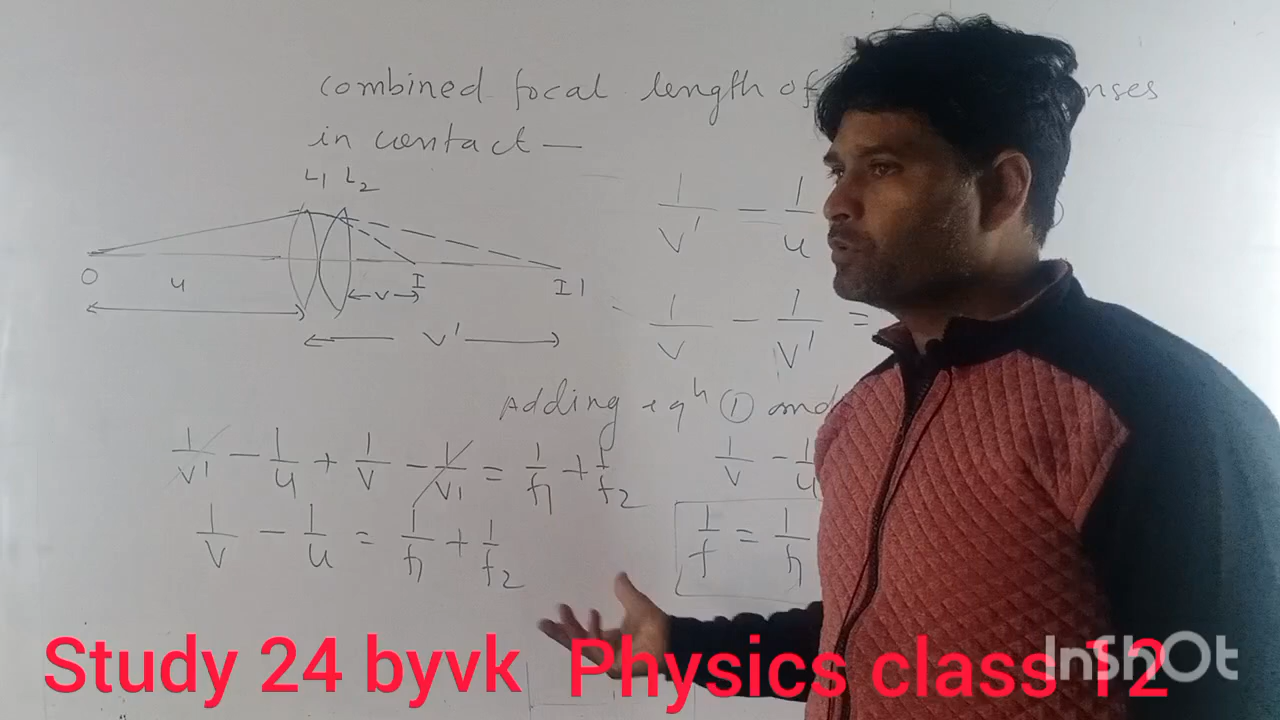 combined focal length of
in contact —
L1 L2
1/v' - 1/u
O u I I1
v
v'
1/v - 1/v' =
Adding eqn ① and
1/v' - 1/u + 1/v - 1/v1 = 1/f1 + 1/f2
1/v - 1/u
1/v - 1/u = 1/f1 + 1/f2
1/f = 1/f1
Study 24 byvk Physics class 12
InShOt